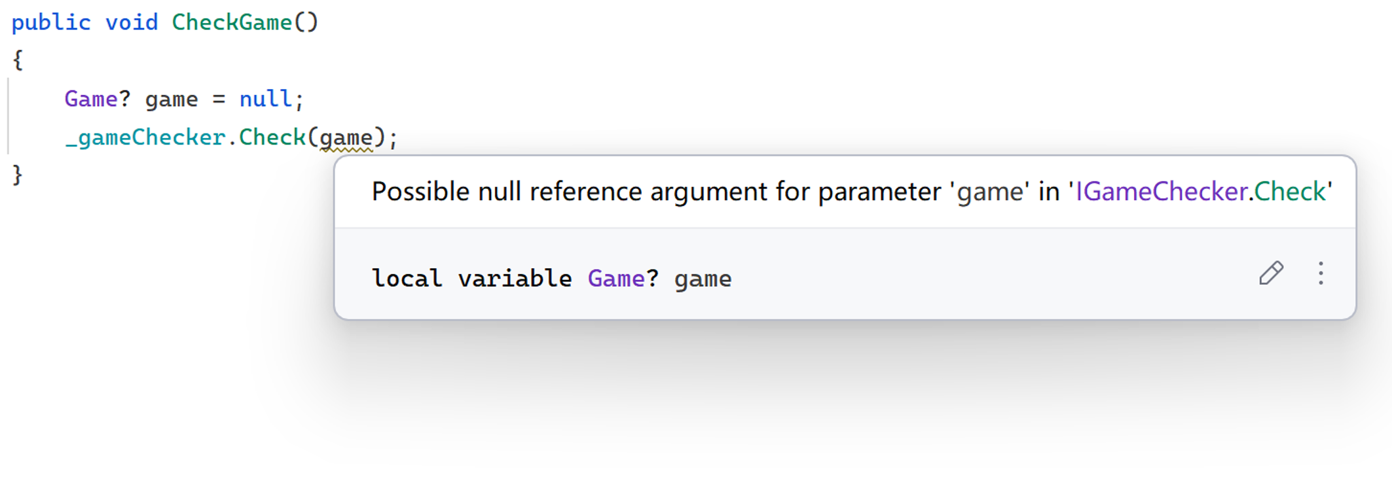 public void CheckGame()
{
    Game? game = null;
    _gameChecker.Check(game);
}
Possible null reference argument for parameter 'game' in 'IGameChecker.Check'
local variable Game? game